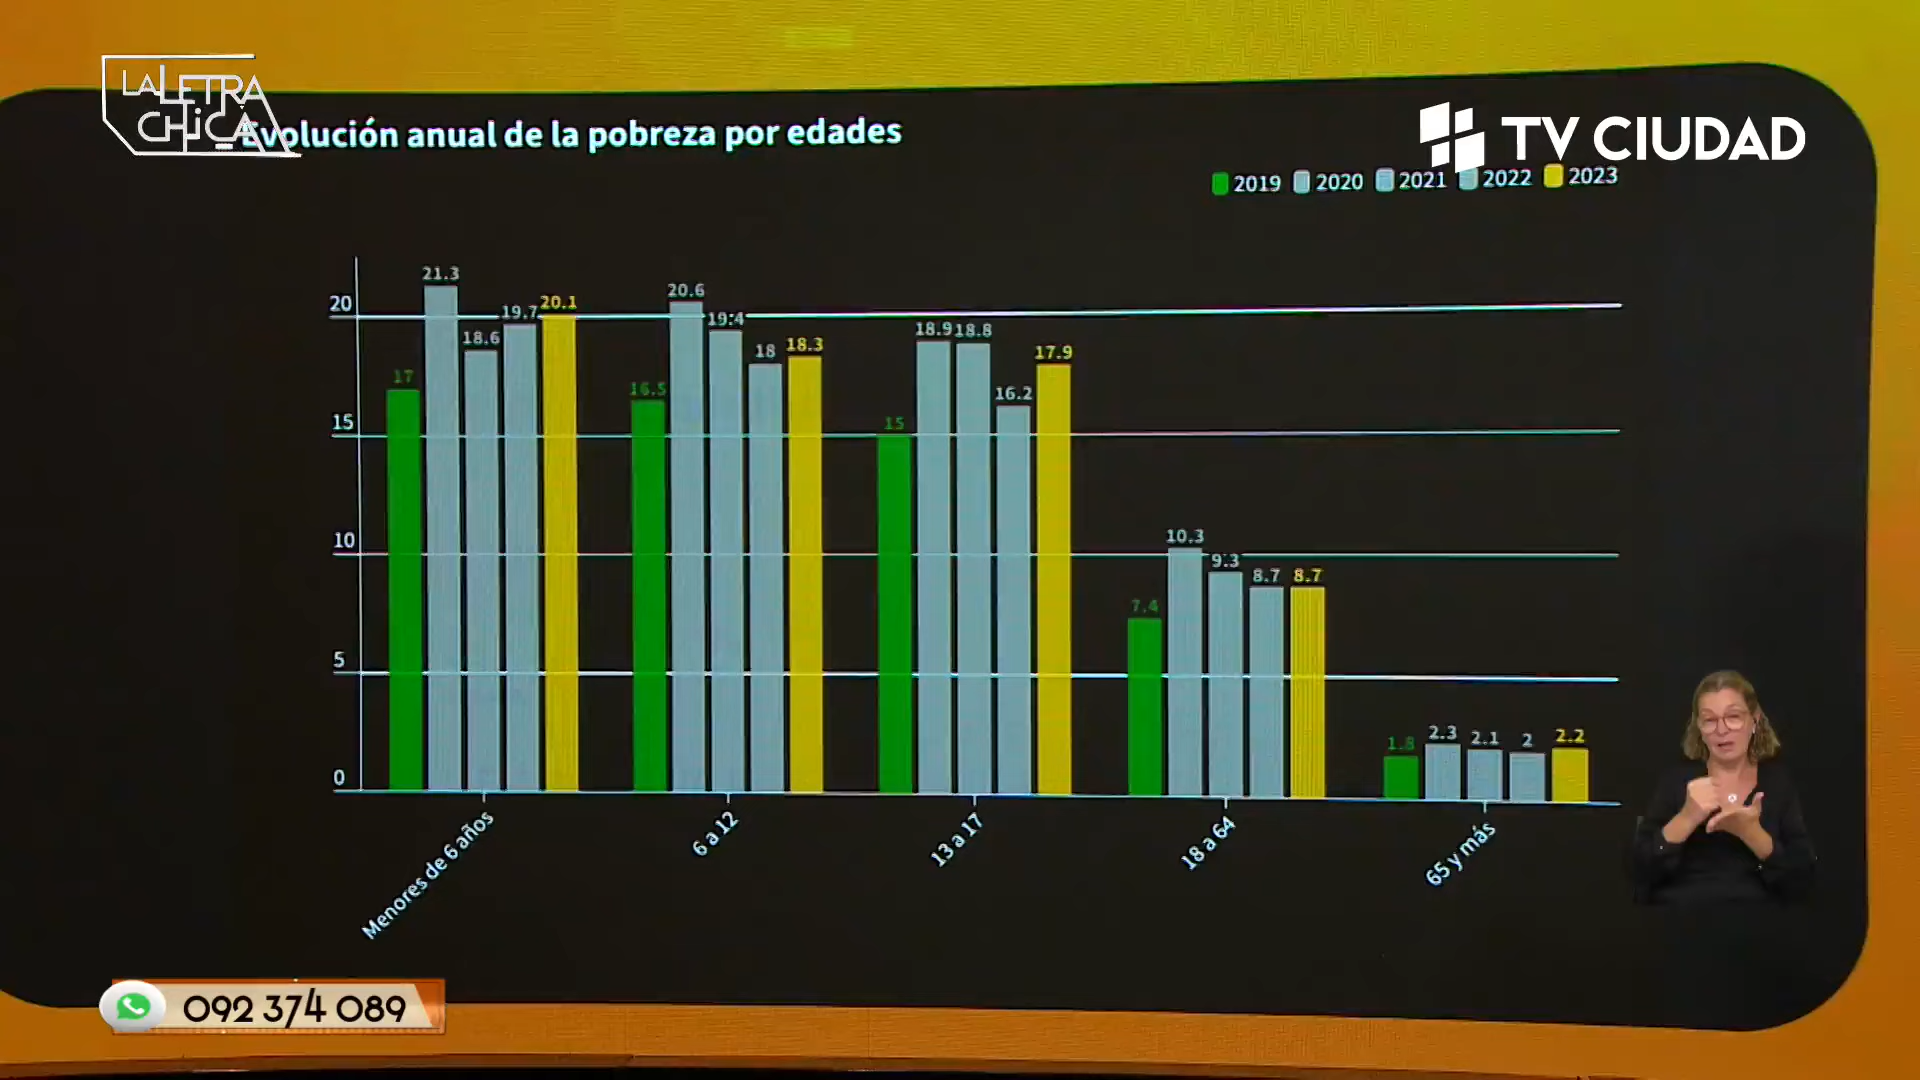 LA LETRA
CHICA
Evolución anual de la pobreza por edades
TV CIUDAD
2019 2020 2021 2022 2023
21.3
20.6
20
19.7
20.1
19.4
18.9
18.8
18.6
18
18.3
17.9
17
16.5
16.2
15
15
10.3
10
9.3
8.7
8.7
7.4
5
2.3
2.1
2
2.2
1.8
0
Menores de 6 años
6 a 12
13 a 17
18 a 64
65 y más
092 374 089